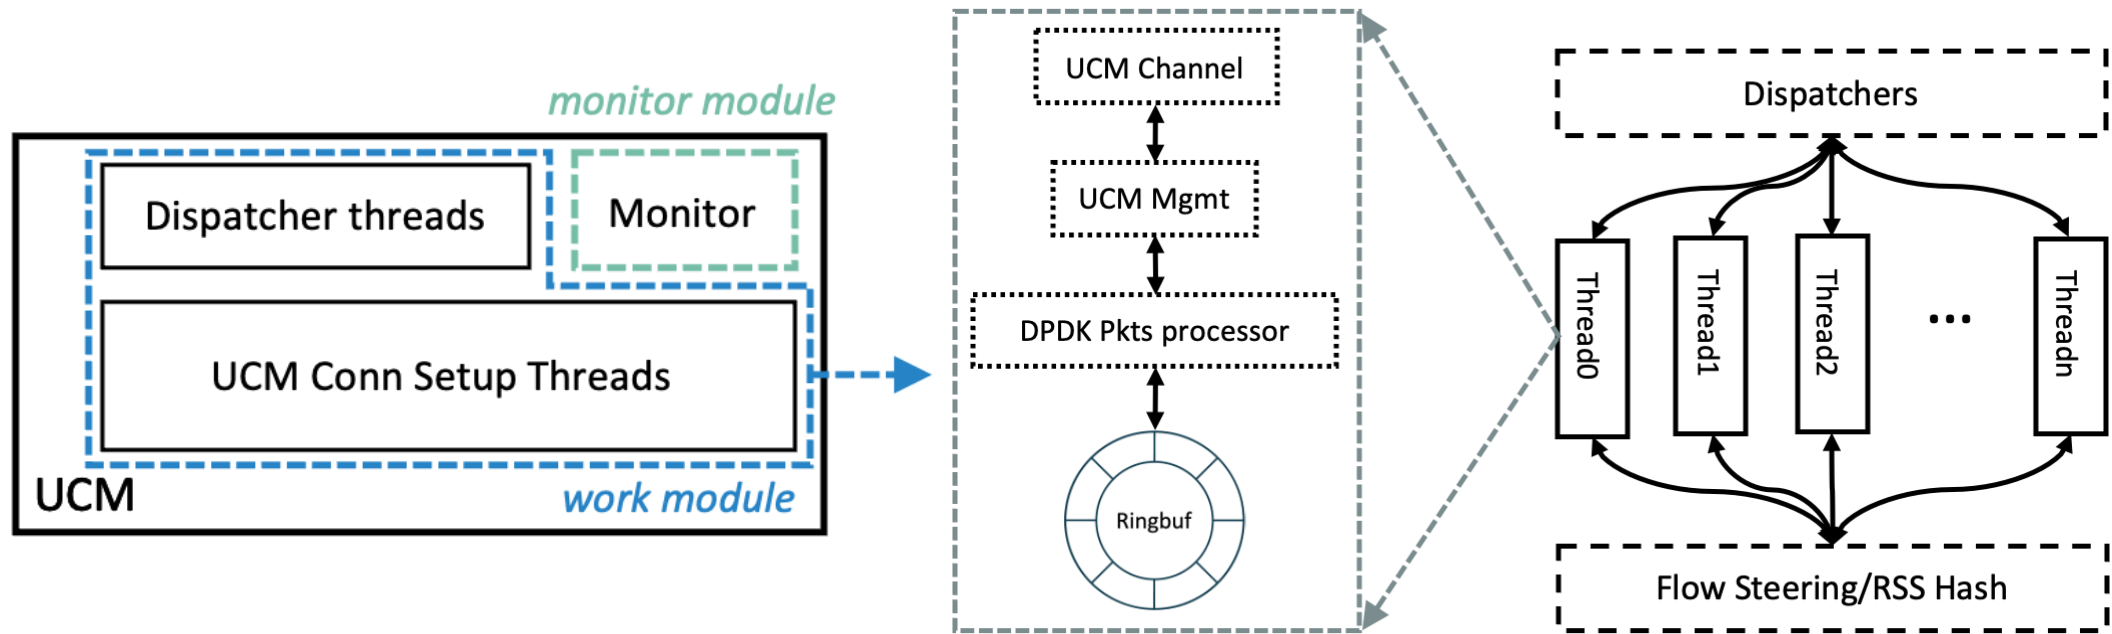 monitor module
Dispatcher threads
Monitor
UCM Conn Setup Threads
UCM
work module
UCM Channel
UCM Mgmt
DPDK Pkts processor
Ringbuf
Dispatchers
Thread0
Thread1
Thread2
...
Threadn
Flow Steering/RSS Hash